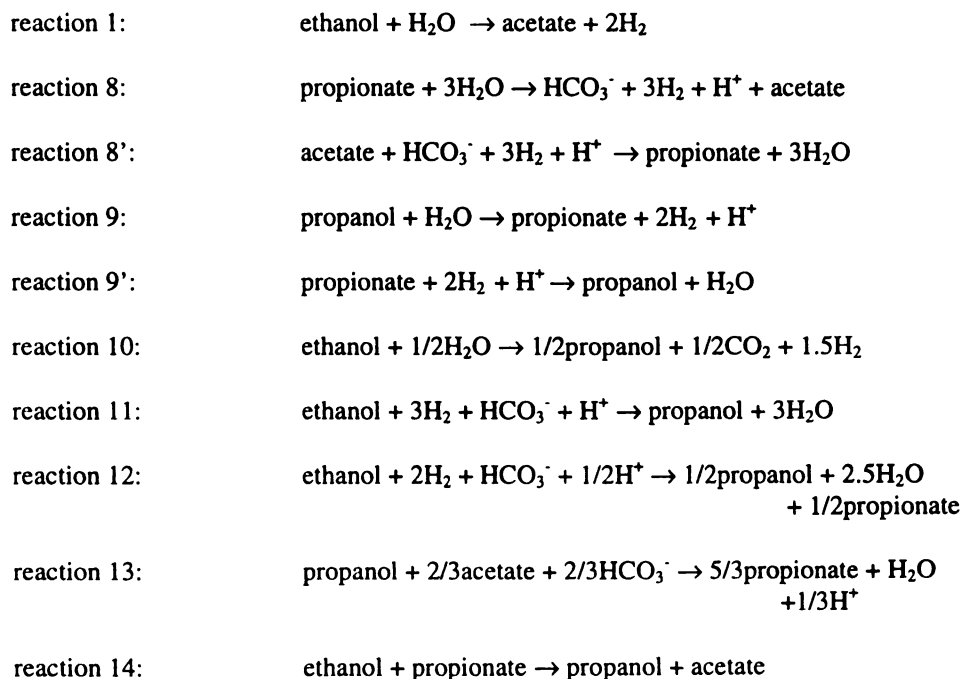 reaction 1: ethanol + H₂O → acetate + 2H₂
reaction 8: propionate + 3H₂O → HCO₃⁻ + 3H₂ + H⁺ + acetate
reaction 8’: acetate + HCO₃⁻ + 3H₂ + H⁺ → propionate + 3H₂O
reaction 9: propanol + H₂O → propionate + 2H₂ + H⁺
reaction 9’: propionate + 2H₂ + H⁺ → propanol + H₂O
reaction 10: ethanol + 1/2H₂O → 1/2propanol + 1/2CO₂ + 1.5H₂
reaction 11: ethanol + 3H₂ + HCO₃⁻ + H⁺ → propanol + 3H₂O
reaction 12: ethanol + 2H₂ + HCO₃⁻ + 1/2H⁺ → 1/2propanol + 2.5H₂O
+ 1/2propionate
reaction 13: propanol + 2/3acetate + 2/3HCO₃⁻ → 5/3propionate + H₂O
+1/3H⁺
reaction 14: ethanol + propionate → propanol + acetate